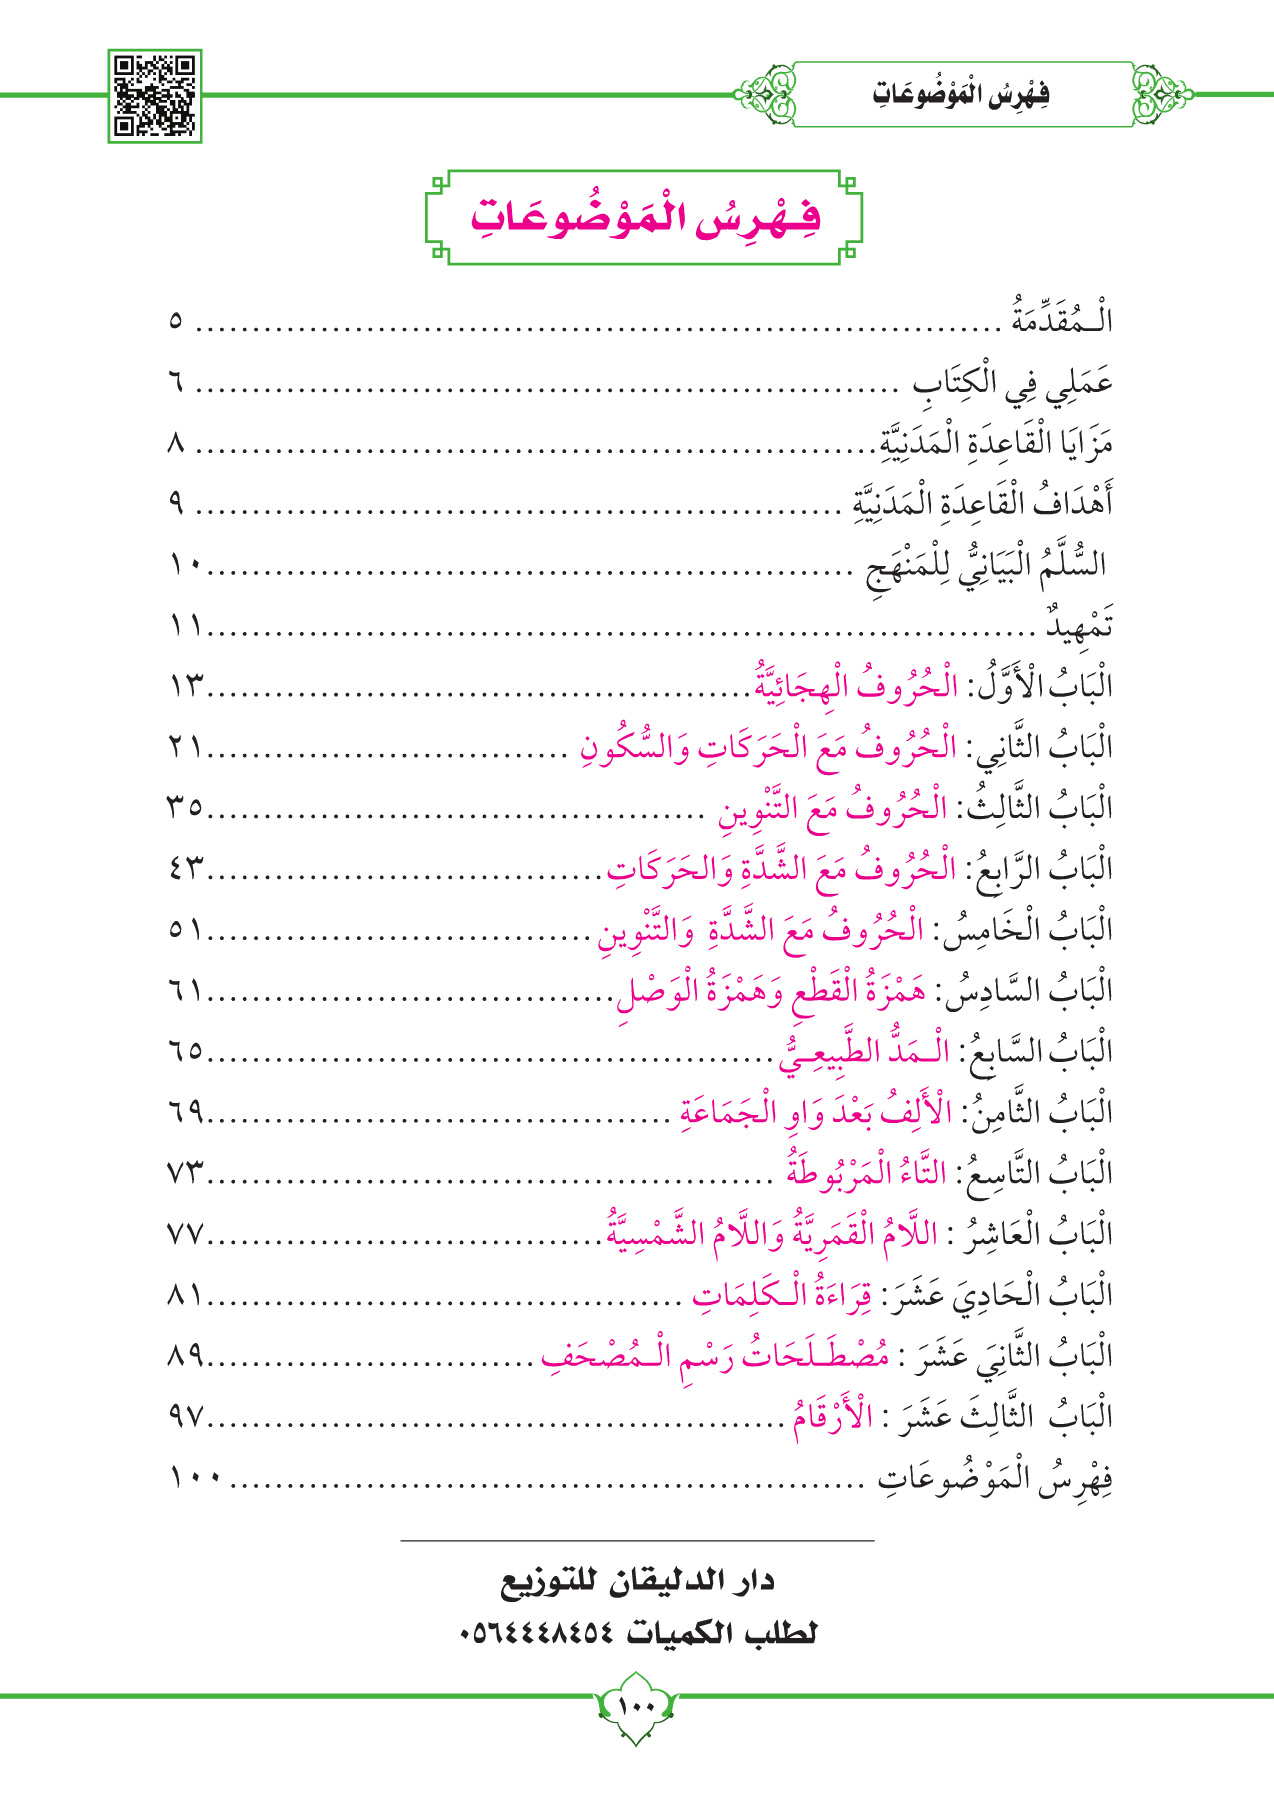 فِهْرِسُ الْمَوْضُوعَاتِ
فِهْرِسُ الْمَوْضُوعَاتِ
الْـمُقَدِّمَةُ ........................................................................ ٥
عَمَلِي فِي الْكِتَابِ ............................................................... ٦
مَزَايَا الْقَاعِدَةِ الْمَدَنِيَّةِ............................................................. ٨
أَهْدَافُ الْقَاعِدَةِ الْمَدَنِيَّةِ .......................................................... ٩
السُّلَّمُ الْبَيَانِيُّ لِلْمَنْهَجِ ..........................................................١٠
تَمْهِيدٌ ..........................................................................١١
الْبَابُ الْأَوَّلُ: الْحُرُوفُ الْهِجَائِيَّةُ................................................١٣
الْبَابُ الثَّانِي: الْحُرُوفُ مَعَ الْحَرَكَاتِ وَالسُّكُونِ ................................٢١
الْبَابُ الثَّالِثُ: الْحُرُوفُ مَعَ التَّنْوِينِ ............................................٣٥
الْبَابُ الرَّابِعُ: الْحُرُوفُ مَعَ الشَّدَّةِ وَالحَرَكَاتِ...................................٤٣
الْبَابُ الْخَامِسُ: الْحُرُوفُ مَعَ الشَّدَّةِ وَالتَّنْوِينِ..................................٥١
الْبَابُ السَّادِسُ: هَمْزَةُ الْقَطْعِ وَهَمْزَةُ الْوَصْلِ....................................٦١
الْبَابُ السَّابِعُ: الْـمَدُّ الطَّبِيعِـيُّ ..................................................٦٥
الْبَابُ الثَّامِنُ: الْأَلِفُ بَعْدَ وَاوِ الْجَمَاعَةِ .........................................٦٩
الْبَابُ التَّاسِعُ: التَّاءُ الْمَرْبُوطَةُ ..................................................٧٣
الْبَابُ الْعَاشِرُ : اللَّامُ الْقَمَرِيَّةُ وَاللَّامُ الشَّمْسِيَّةُ...................................٧٧
الْبَابُ الْحَادِيَ عَشَرَ: قِرَاءَةُ الْـكَلِمَاتِ ..........................................٨١
الْبَابُ الثَّانِيَ عَشَرَ : مُصْطَـلَحَاتُ رَسْمِ الْـمُصْحَفِ .............................٨٩
الْبَابُ الثَّالِثَ عَشَرَ : الْأَرْقَامُ ...................................................٩٧
فِهْرِسُ الْمَوْضُوعَاتِ ........................................................١٠٠
دار الدليقان للتوزيع
لطلب الكميات ٠٥٦٤٤٤٨٤٥٤
١٠٠